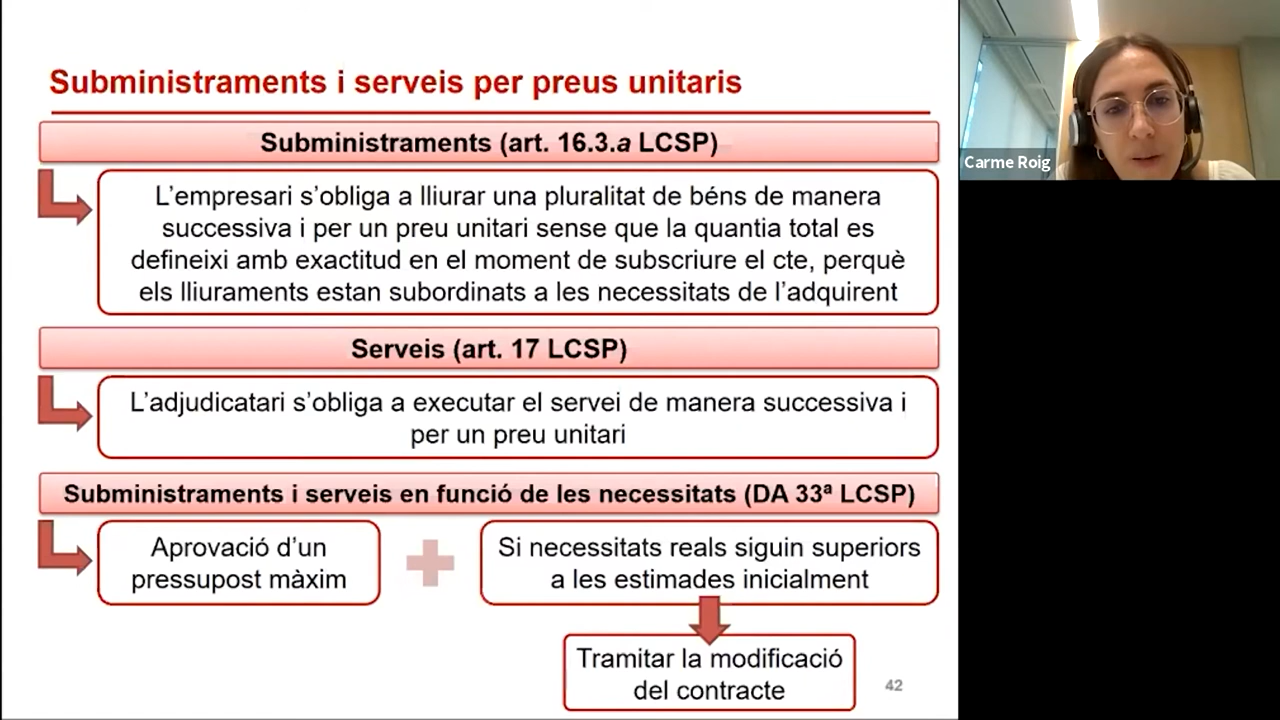 Subministraments i serveis per preus unitaris
Subministraments (art. 16.3.a LCSP)
L'empresari s'obliga a lliurar una pluralitat de béns de manera
successiva i per un preu unitari sense que la quantia total es
defineixi amb exactitud en el moment de subscriure el cte, perquè
els lliuraments estan subordinats a les necessitats de l'adquirent
Serveis (art. 17 LCSP)
L'adjudicatari s'obliga a executar el servei de manera successiva i
per un preu unitari
Subministraments i serveis en funció de les necessitats (DA 33ª LCSP)
Aprovació d'un
pressupost màxim
Si necessitats reals siguin superiors
a les estimades inicialment
Tramitar la modificació
del contracte
42
Carme Roig